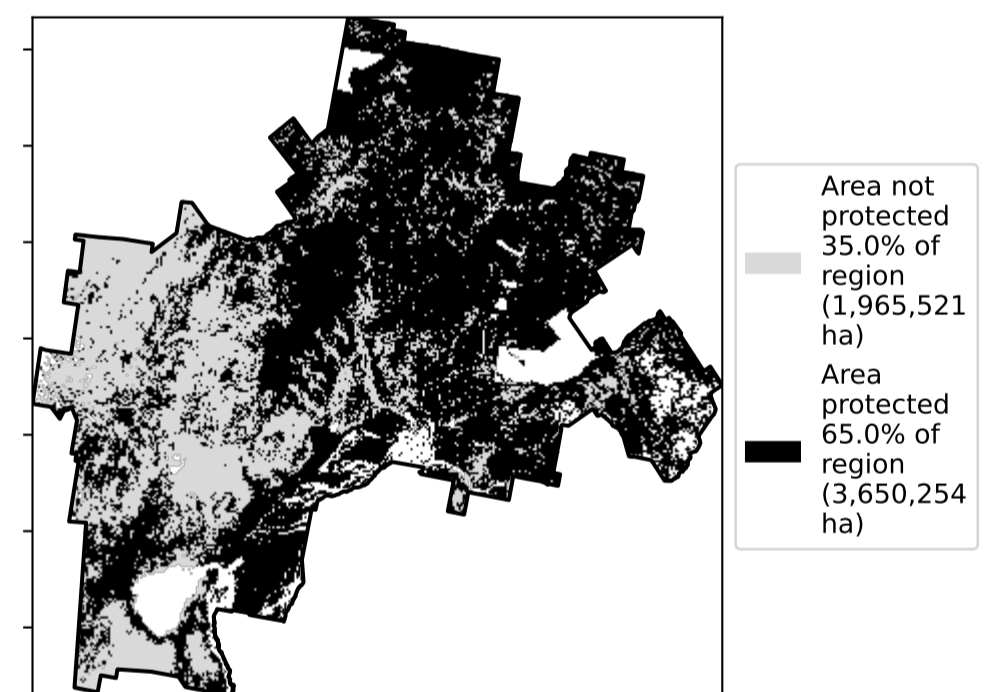 Area not
protected
35.0% of
region
(1,965,521
ha)
Area
protected
65.0% of
region
(3,650,254
ha)